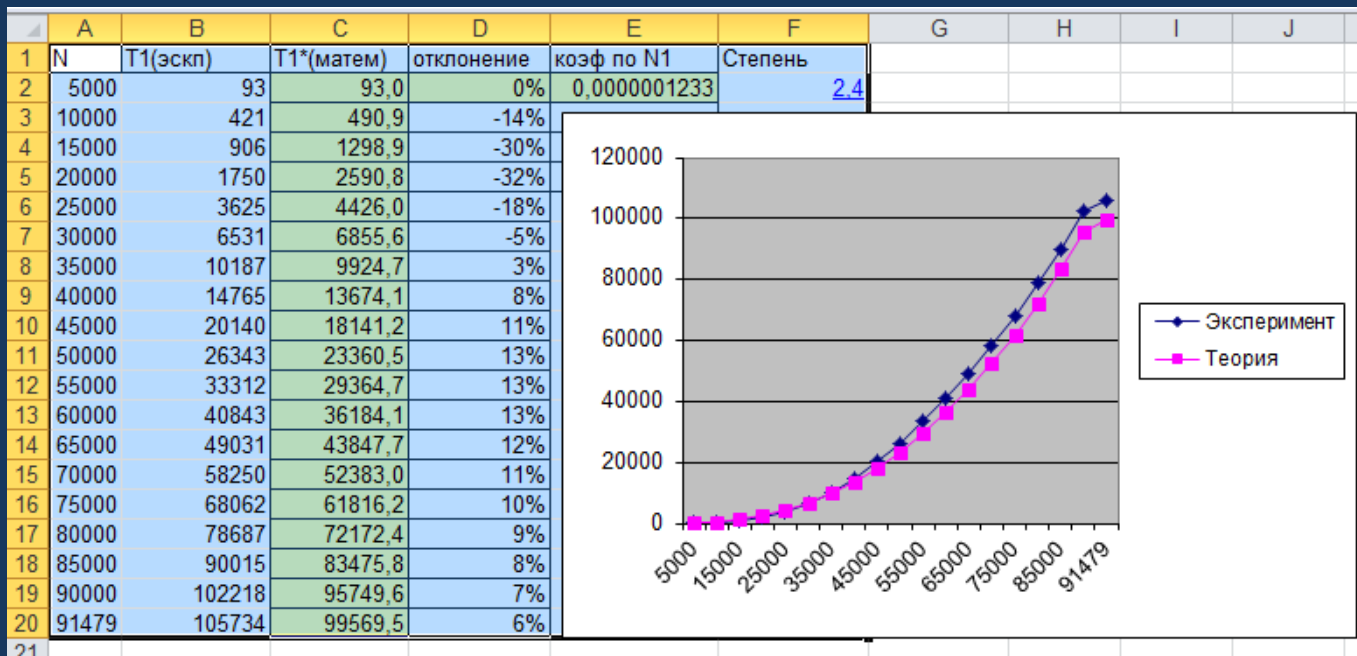 A B C D E F G H I J
1 N T1(эскп) T1*(матем) отклонение коэф по N1 Степень
2 5000 93 93,0 0% 0,0000001233 2,4
3 10000 421 490,9 -14%
4 15000 906 1298,9 -30%
5 20000 1750 2590,8 -32%
6 25000 3625 4426,0 -18%
7 30000 6531 6855,6 -5%
8 35000 10187 9924,7 3%
9 40000 14765 13674,1 8%
10 45000 20140 18141,2 11%
11 50000 26343 23360,5 13%
12 55000 33312 29364,7 13%
13 60000 40843 36184,1 13%
14 65000 49031 43847,7 12%
15 70000 58250 52383,0 11%
16 75000 68062 61816,2 10%
17 80000 78687 72172,4 9%
18 85000 90015 83475,8 8%
19 90000 102218 95749,6 7%
20 91479 105734 99569,5 6%
21
120000
100000
80000
60000
40000
20000
0
5000 15000 25000 35000 45000 55000 65000 75000 85000 91479
Эксперимент
Теория